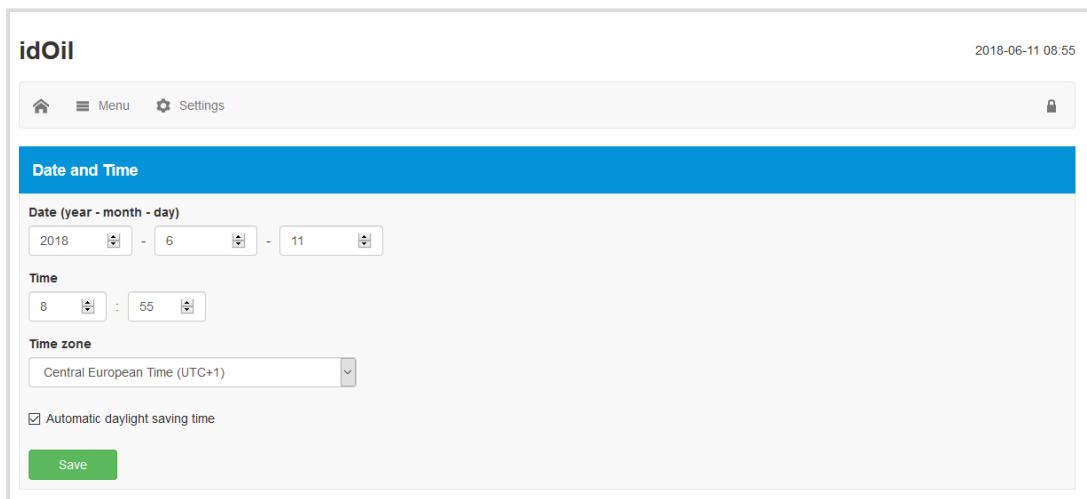 idOil
2018-06-11 08:55
Menu Settings
Date and Time
Date (year - month - day)
2018 - 6 - 11
Time
8 : 55
Time zone
Central European Time (UTC+1)
Automatic daylight saving time
Save